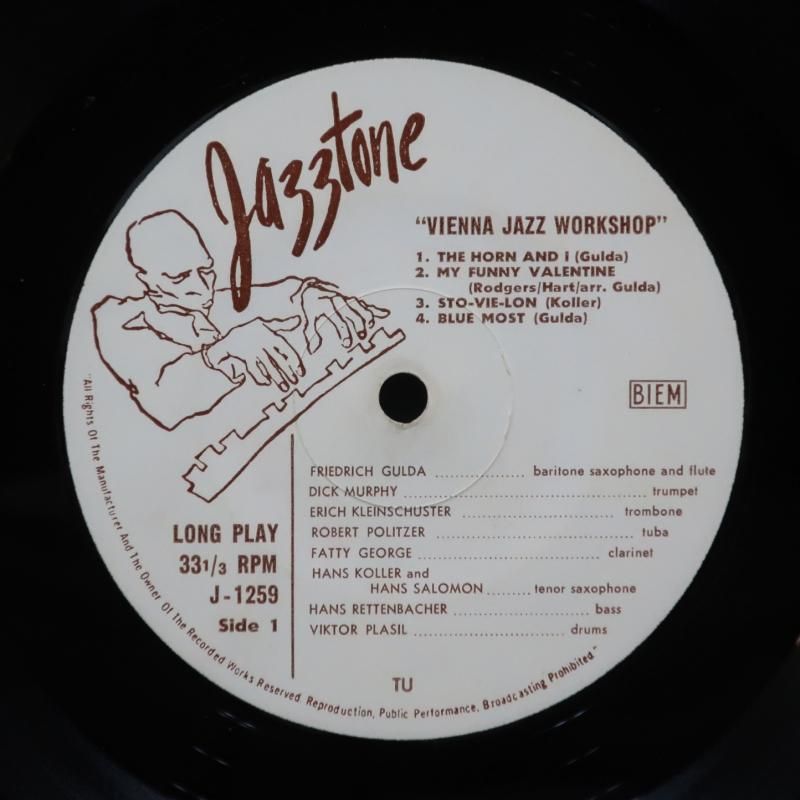 Jazztone
"VIENNA JAZZ WORKSHOP"
1. THE HORN AND I (Gulda)
2. MY FUNNY VALENTINE
(Rodgers/Hart/arr. Gulda)
3. STO-VIE-LON (Koller)
4. BLUE MOST (Gulda)
BIEM
LONG PLAY
33 1/3 RPM
J-1259
Side 1
FRIEDRICH GULDA .................. baritone saxophone and flute
DICK MURPHY .................. trumpet
ERICH KLEINSCHUSTER .................. trombone
ROBERT POLITZER .................. tuba
FATTY GEORGE .................. clarinet
HANS KOLLER and
HANS SALOMON ........ tenor saxophone
HANS RETTENBACHER .................. bass
VIKTOR PLASIL .................. drums
TU
"All Rights Of The Manufacturer And The Owner Of The Recorded Works Reserved. Reproduction, Public Performance, Broadcasting Prohibited"